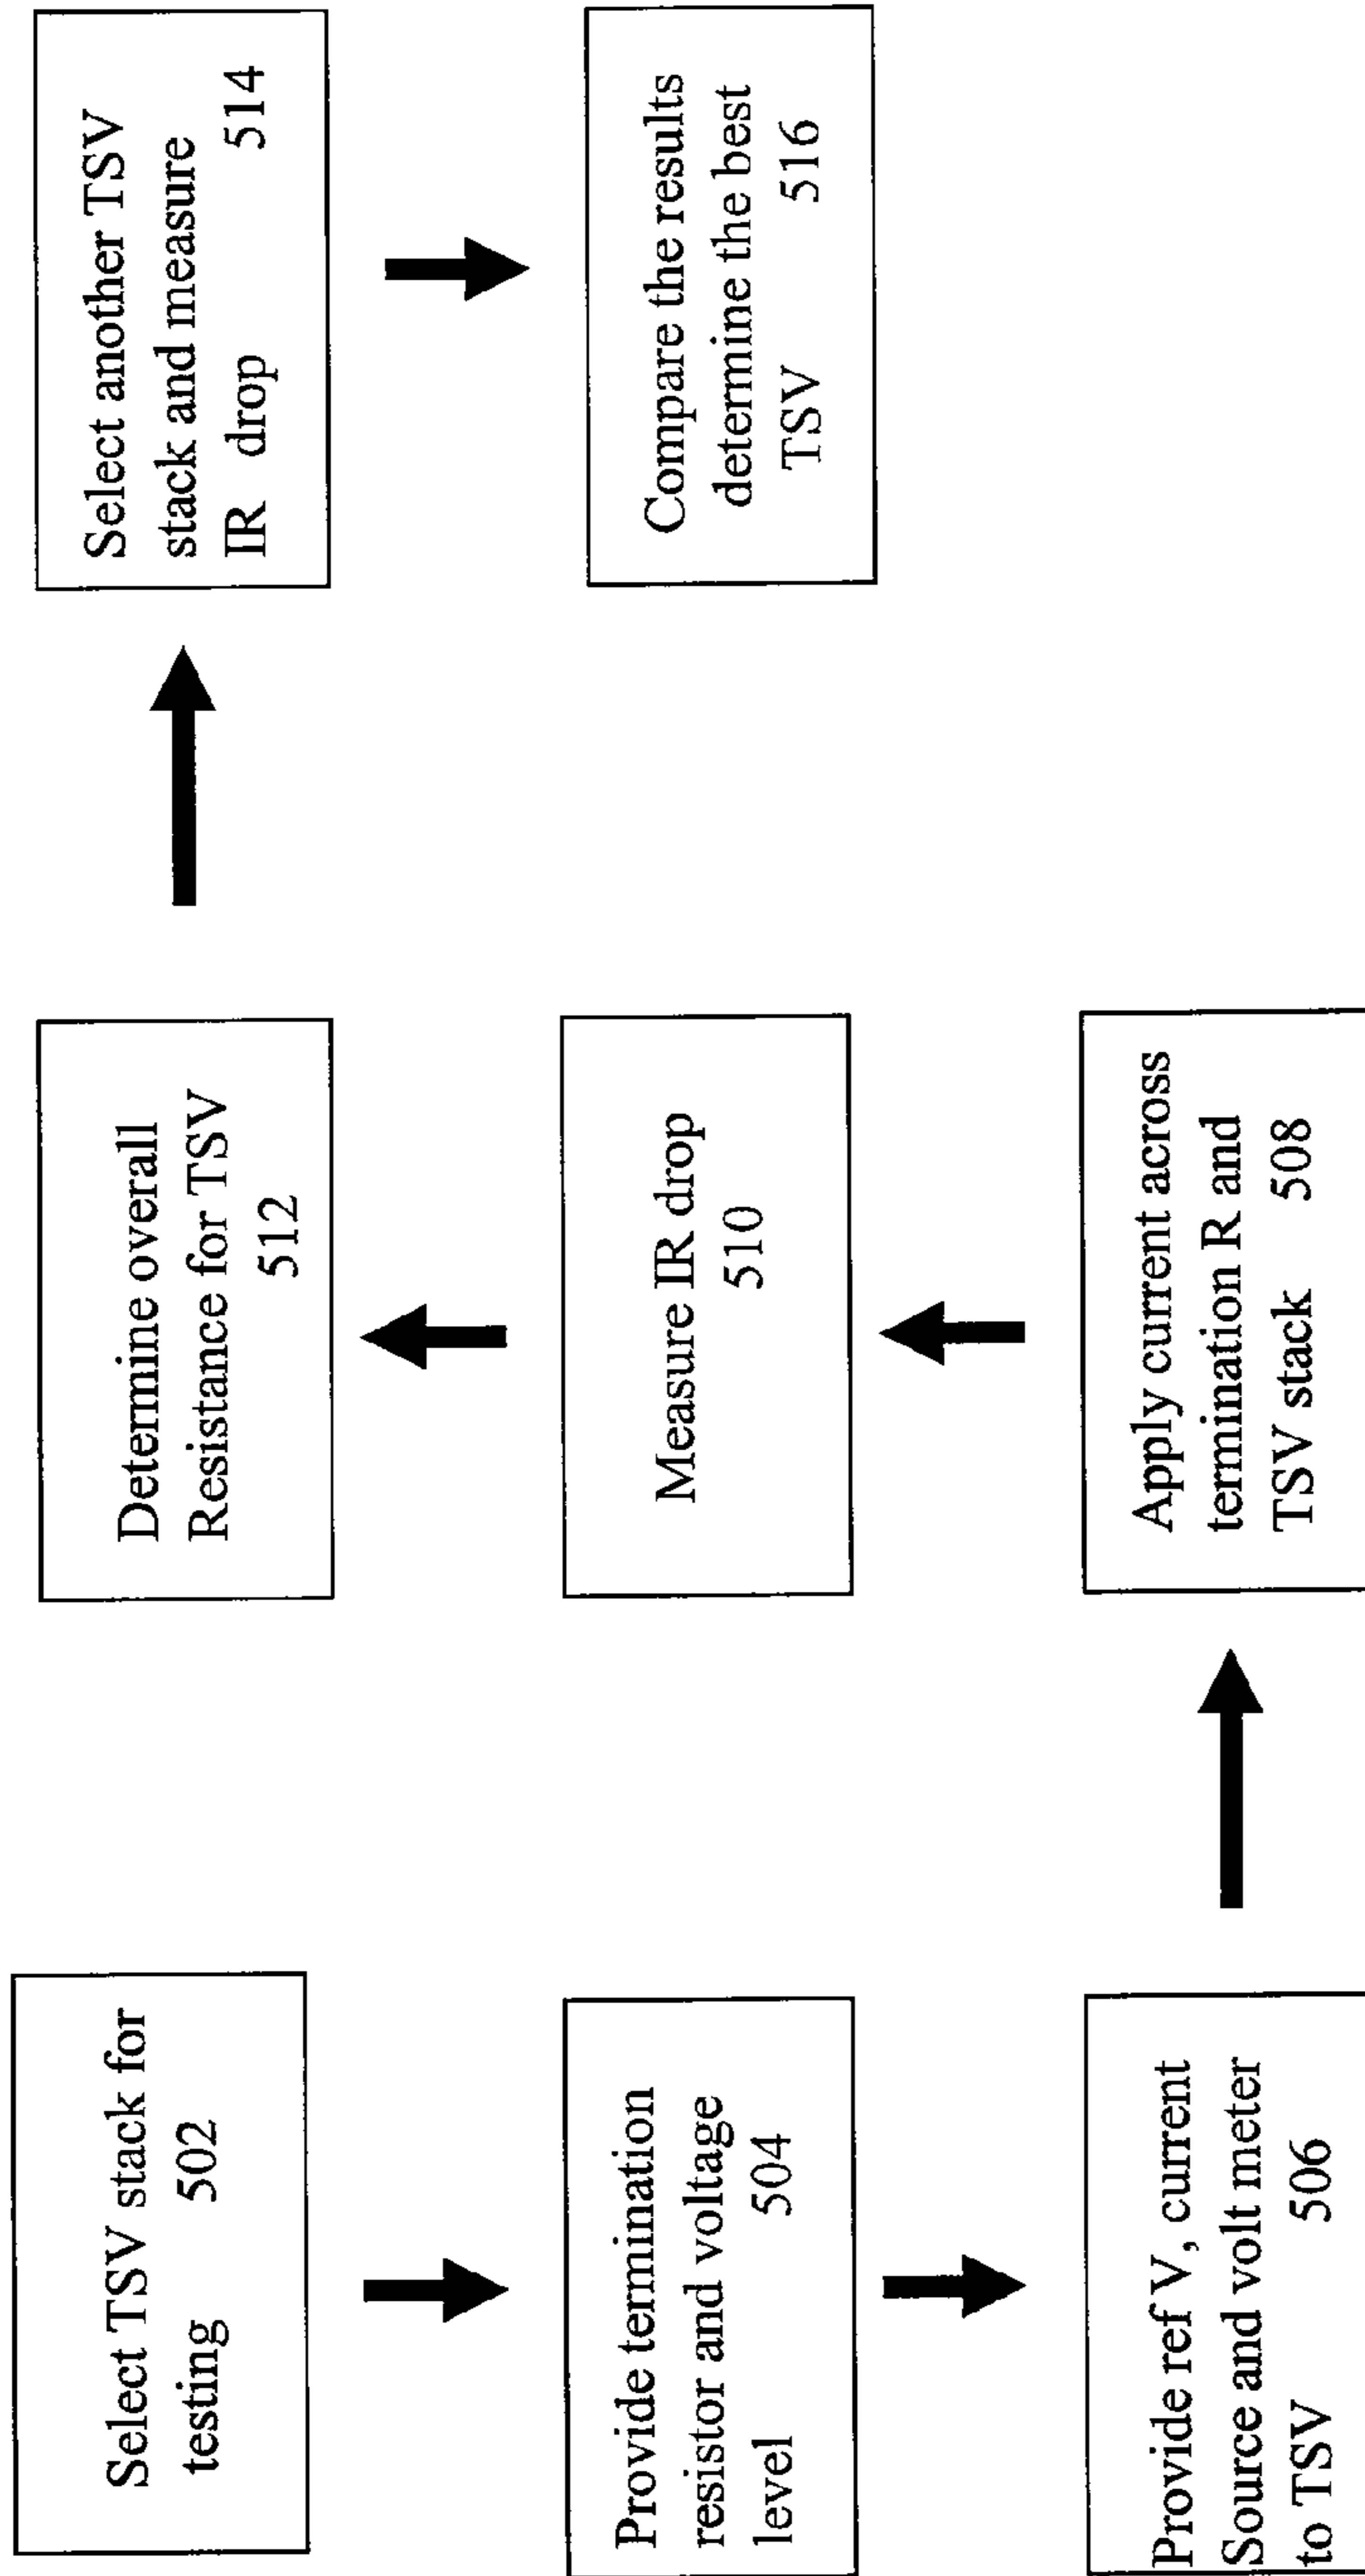 Select TSV stack for
testing 502
Provide termination
resistor and voltage
level 504
Provide ref V, current
Source and volt meter
to TSV 506
Apply current across
termination R and
TSV stack 508
Measure IR drop
510
Determine overall
Resistance for TSV
512
Select another TSV
stack and measure
IR drop 514
Compare the results
determine the best
TSV 516